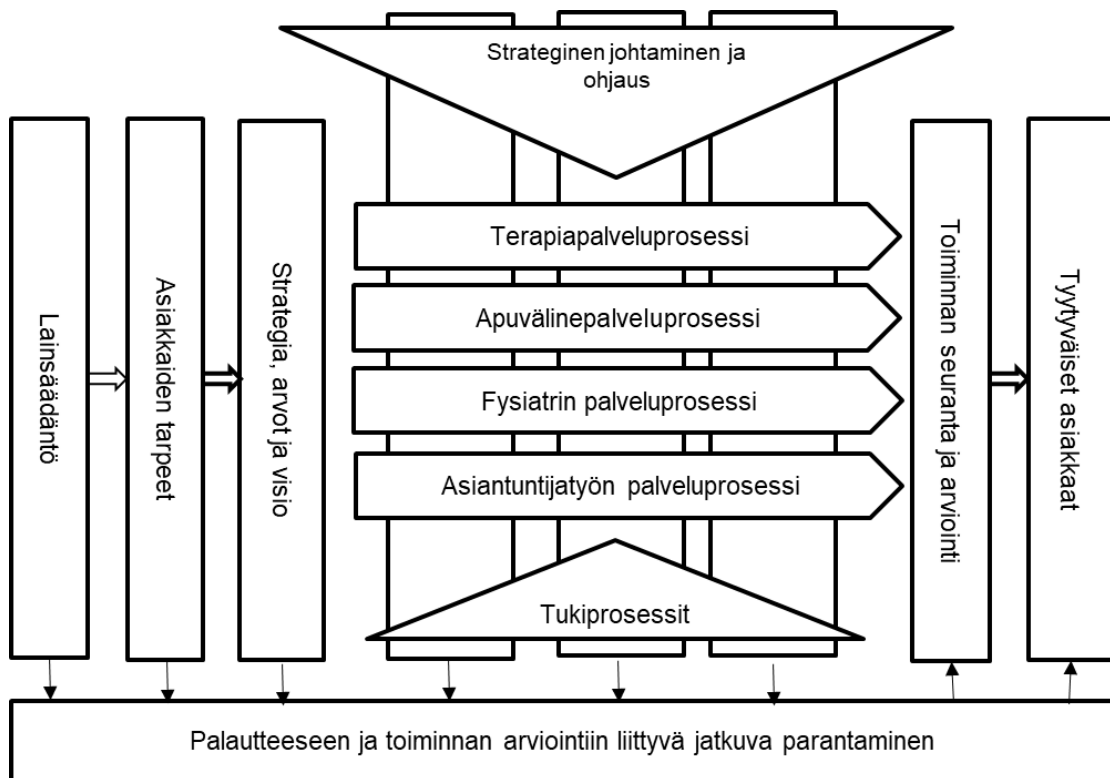 Strateginen johtaminen ja
ohjaus
Lainsäädäntö
Asiakkaiden tarpeet
Strategia, arvot ja visio
Terapiapalveluprosessi
Apuvälinepalveluprosessi
Fysiatrin palveluprosessi
Asiantuntijatyön palveluprosessi
Tukiprosessit
Toiminnan seuranta ja arviointi
Tyytyväiset asiakkaat
Palautteeseen ja toiminnan arviointiin liittyvä jatkuva parantaminen